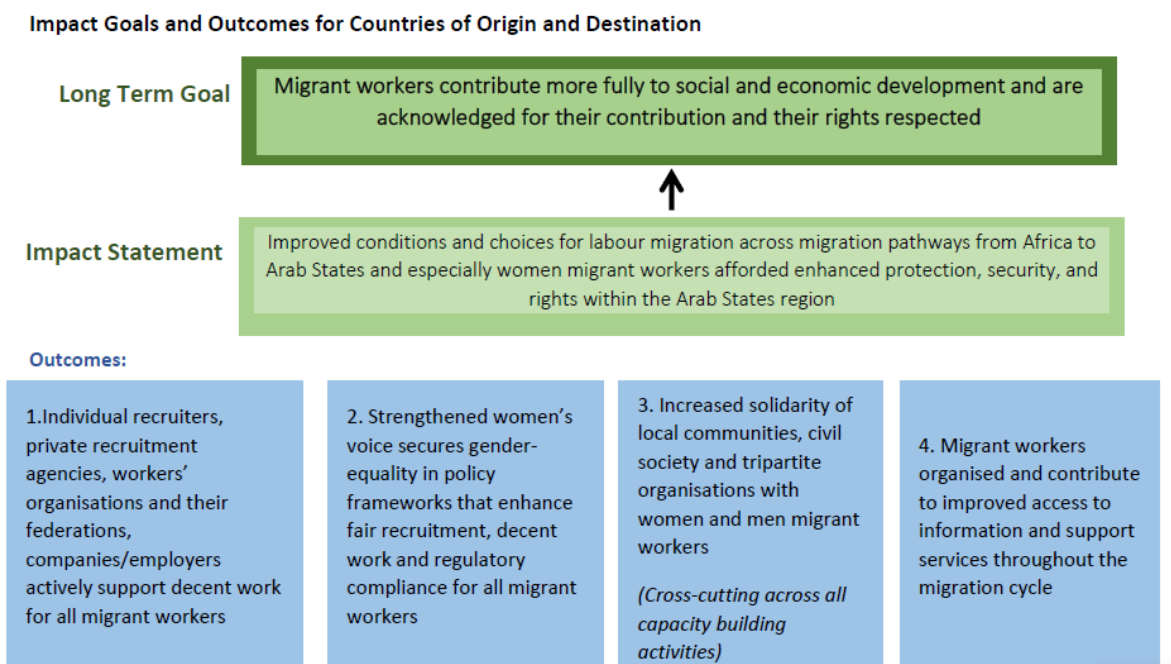 Impact Goals and Outcomes for Countries of Origin and Destination
Long Term Goal
Migrant workers contribute more fully to social and economic development and are
acknowledged for their contribution and their rights respected
Impact Statement
Improved conditions and choices for labour migration across migration pathways from Africa to
Arab States and especially women migrant workers afforded enhanced protection, security, and
rights within the Arab States region
Outcomes:
1.Individual recruiters,
private recruitment
agencies, workers’
organisations and their
federations,
companies/employers
actively support decent work
for all migrant workers
2. Strengthened women’s
voice secures gender-
equality in policy
frameworks that enhance
fair recruitment, decent
work and regulatory
compliance for all migrant
workers
3. Increased solidarity of
local communities, civil
society and tripartite
organisations with
women and men migrant
workers
(Cross-cutting across all
capacity building
activities)
4. Migrant workers
organised and contribute
to improved access to
information and support
services throughout the
migration cycle